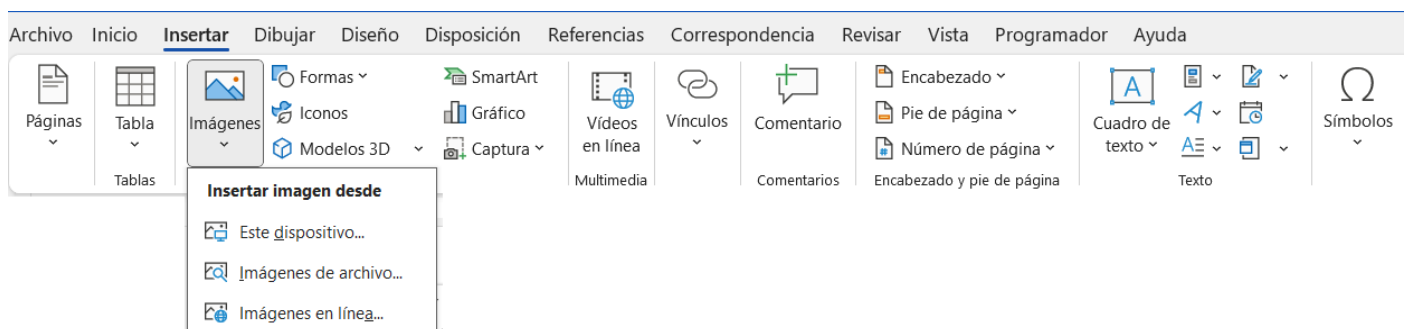 Archivo Inicio Insertar Dibujar Diseño Disposición Referencias Correspondencia Revisar Vista Programador Ayuda
Páginas
Tabla
Tablas
Imágenes
Formas
Iconos
Modelos 3D
SmartArt
Gráfico
Captura
Vídeos
en línea
Multimedia
Vínculos
Comentario
Comentarios
Encabezado
Pie de página
Número de página
Encabezado y pie de página
Cuadro de
texto
Texto
Símbolos
Insertar imagen desde
Este dispositivo...
Imágenes de archivo...
Imágenes en línea...